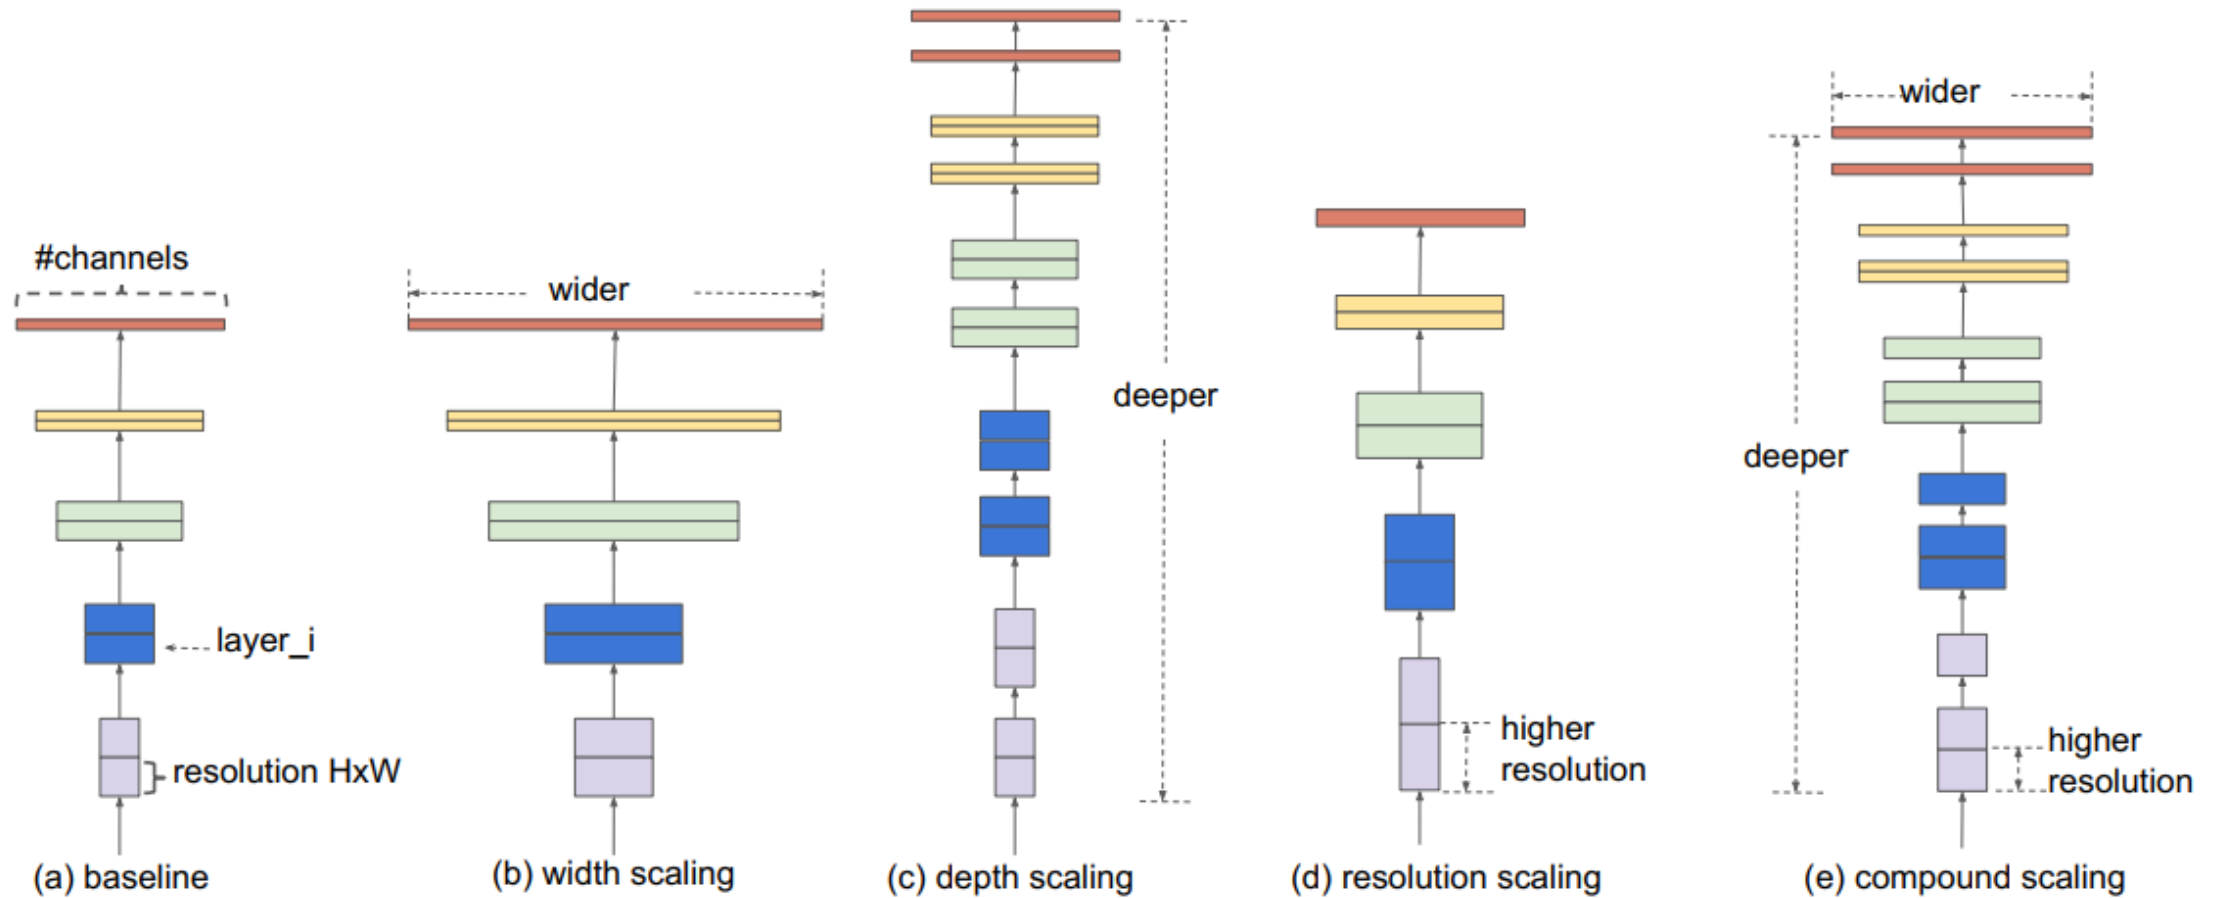 #channels
layer_i
resolution HxW
(a) baseline
wider
(b) width scaling
deeper
(c) depth scaling
higher
resolution
(d) resolution scaling
wider
deeper
higher
resolution
(e) compound scaling